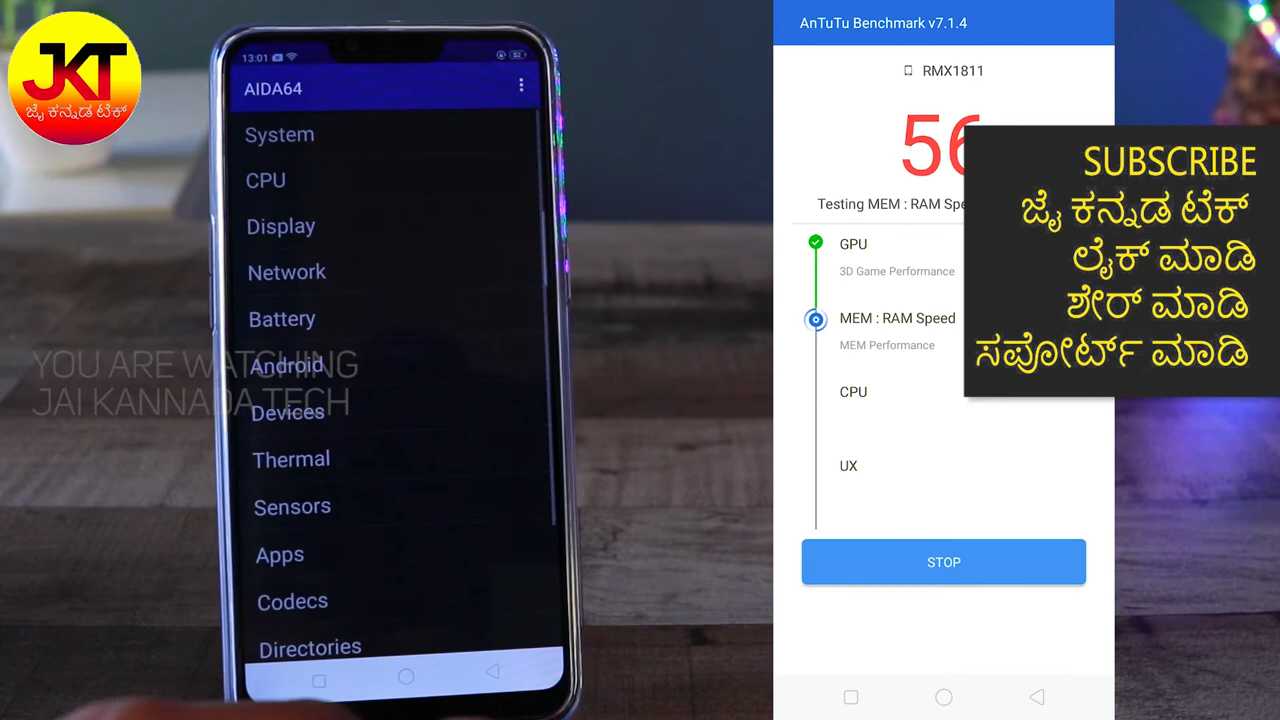 JKT
ಜೈ ಕನ್ನಡ ಟೆಕ್
13:01
92
AIDA64
System
CPU
Display
Network
Battery
Android
Devices
Thermal
Sensors
Apps
Codecs
Directories
YOU ARE WATCHING
JAI KANNADA TECH
AnTuTu Benchmark v7.1.4
RMX1811
56
Testing MEM : RAM Spe
GPU
3D Game Performance
MEM : RAM Speed
MEM Performance
CPU
UX
STOP
SUBSCRIBE
ಜೈ ಕನ್ನಡ ಟೆಕ್
ಲೈಕ್ ಮಾಡಿ
ಶೇರ್ ಮಾಡಿ
ಸಪೋರ್ಟ್ ಮಾಡಿ